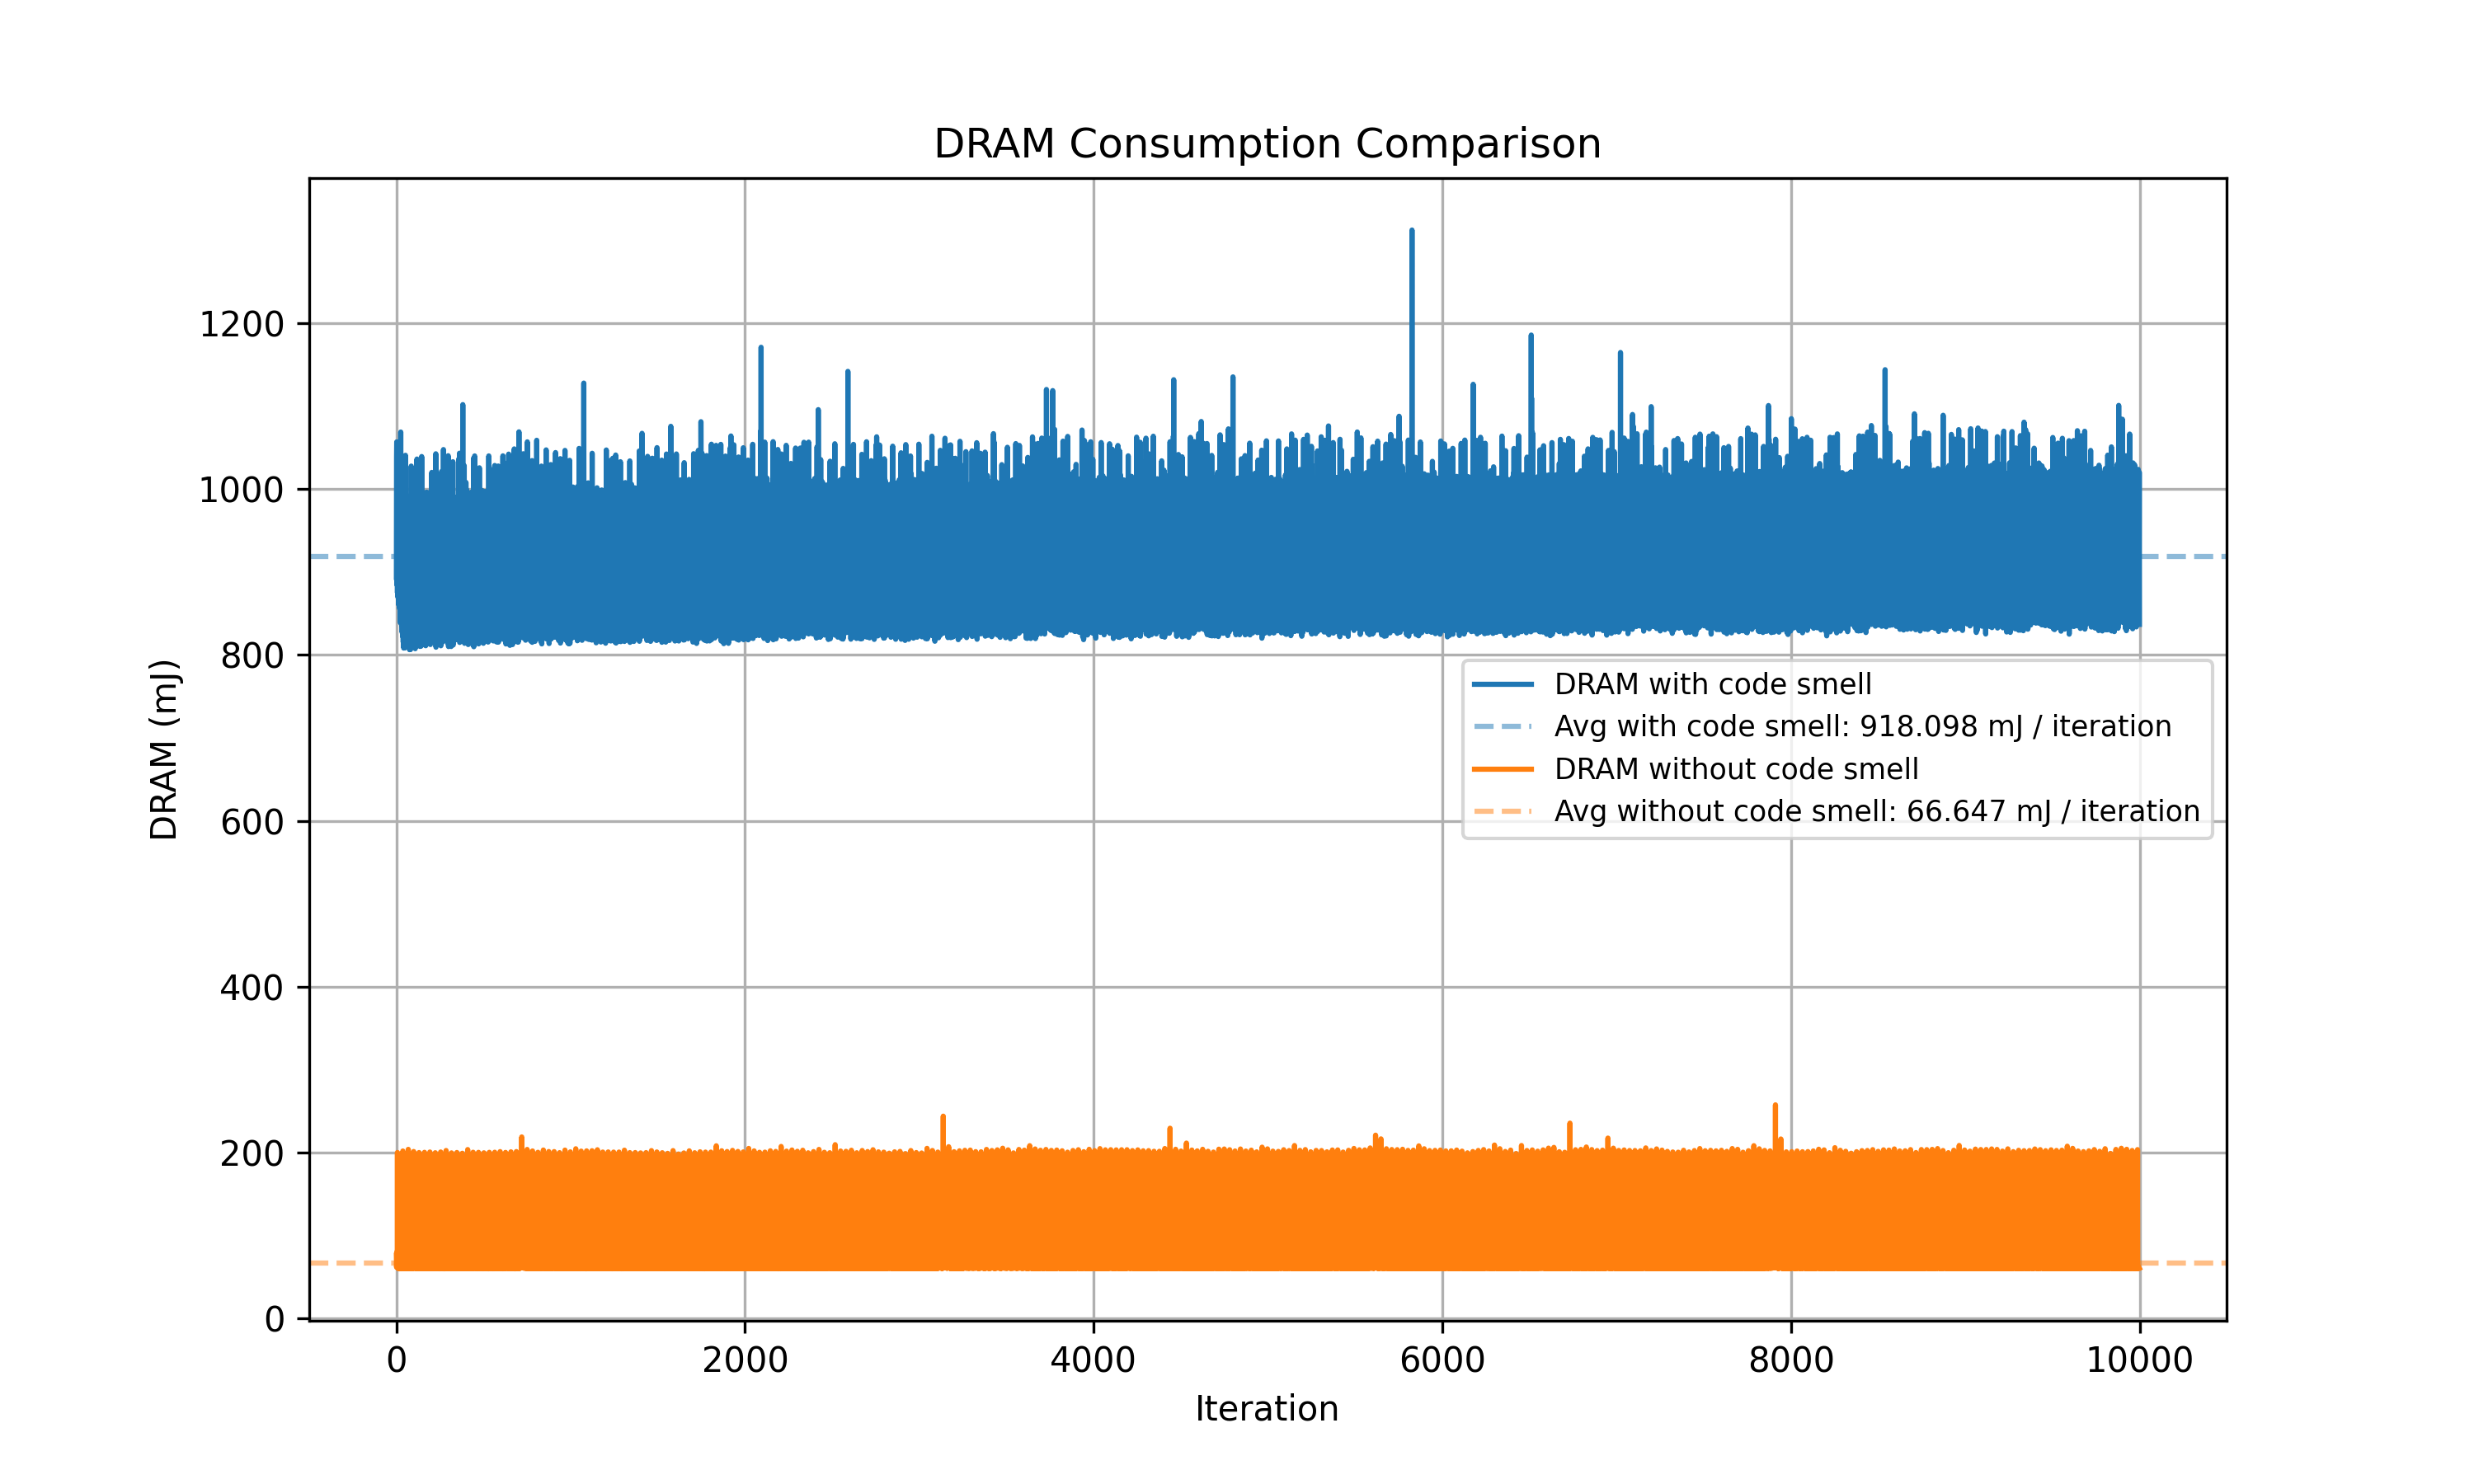 DRAM Consumption Comparison
1200
1000
800
600
400
200
0
DRAM (mJ)
DRAM with code smell
Avg with code smell: 918.098 mJ / iteration
DRAM without code smell
Avg without code smell: 66.647 mJ / iteration
0 2000 4000 6000 8000 10000
Iteration